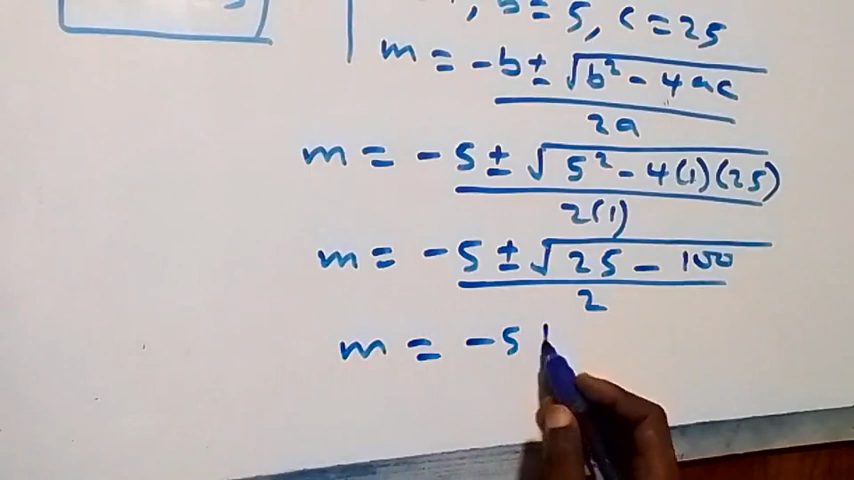 , b = 5, c = 25
m = -b ± √b² - 4ac
2a
m = -5 ± √5² - 4(1)(25)
2(1)
m = -5 ± √25 - 100
2
m = -5